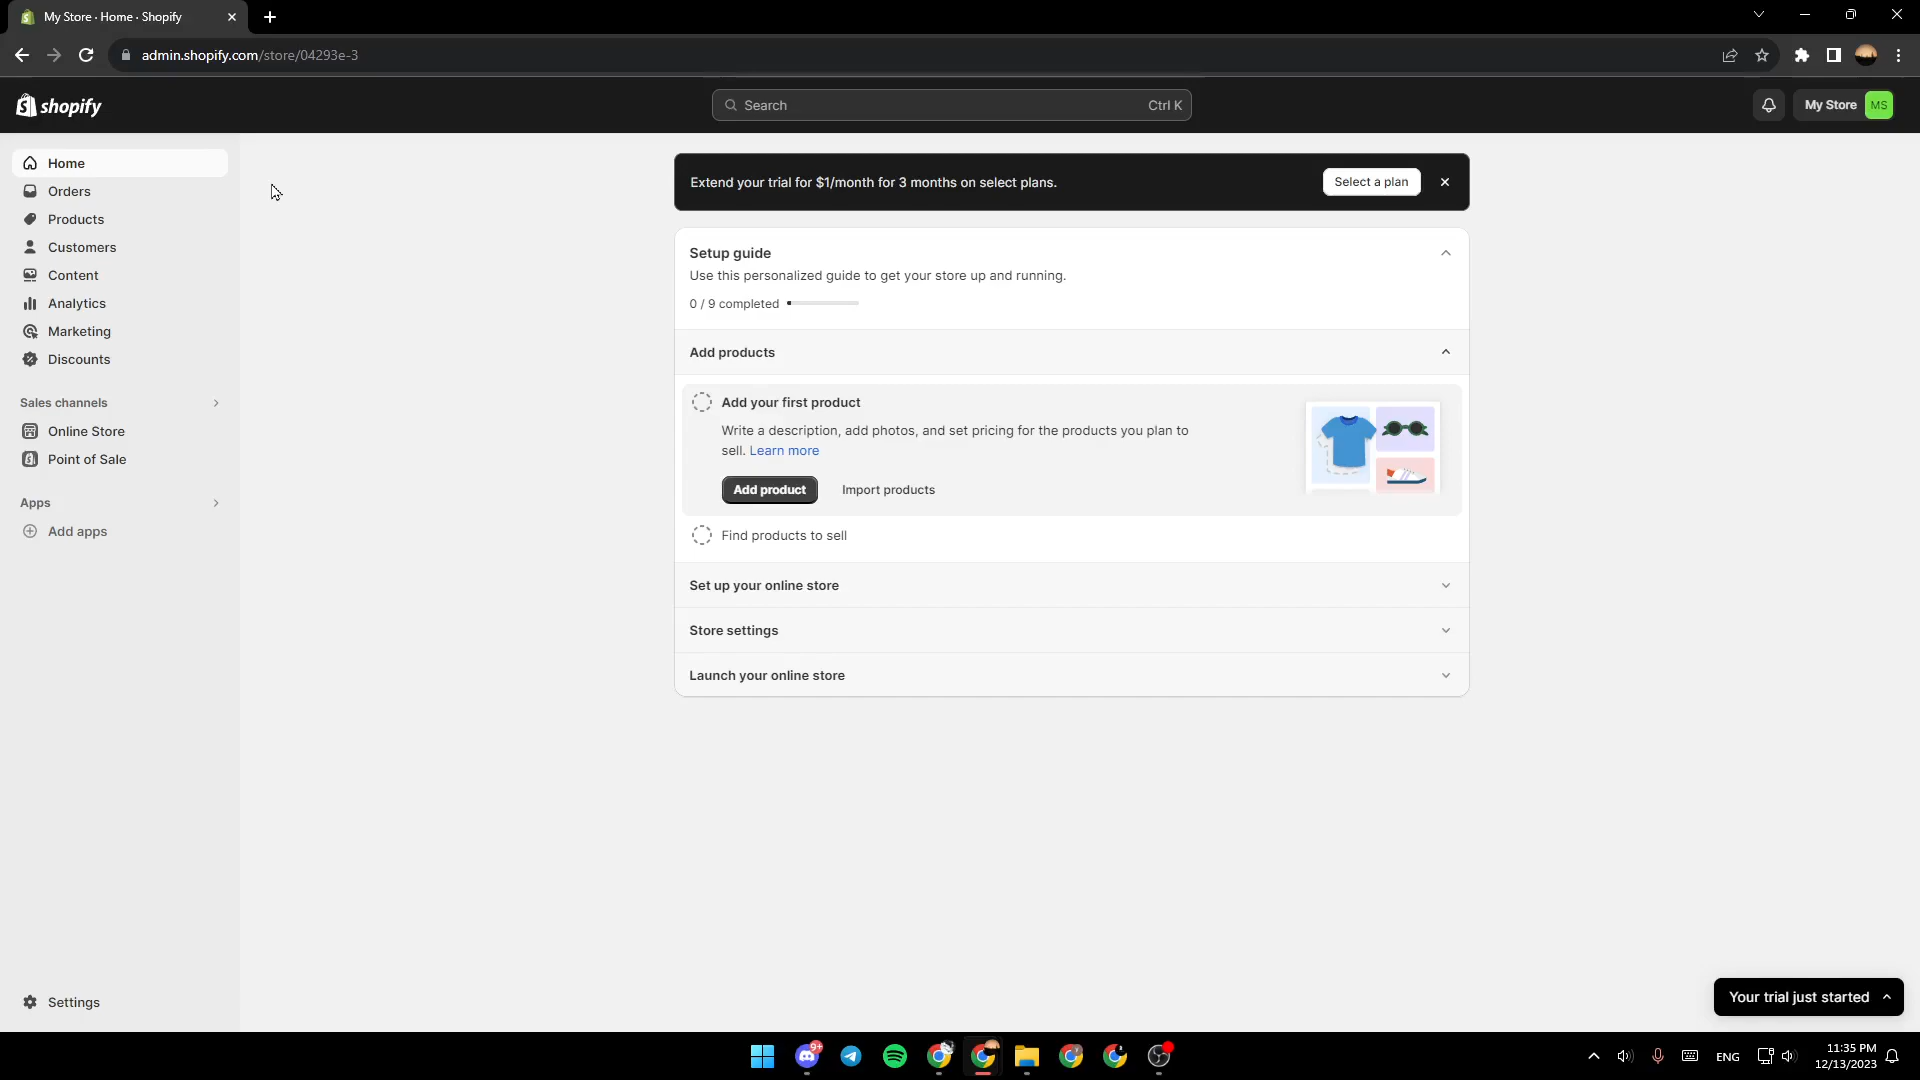 My Store · Home · Shopify
admin.shopify.com/store/04293e-3
shopify
Search
Ctrl K
My Store
MS
Home
Orders
Products
Customers
Content
Analytics
Marketing
Discounts
Sales channels
Online Store
Point of Sale
Apps
Add apps
Settings
Extend your trial for $1/month for 3 months on select plans.
Select a plan
Setup guide
Use this personalized guide to get your store up and running.
0 / 9 completed
Add products
Add your first product
Write a description, add photos, and set pricing for the products you plan to
sell. Learn more
Add product
Import products
Find products to sell
Set up your online store
Store settings
Launch your online store
Your trial just started
9+
ENG
11:35 PM
12/13/2023